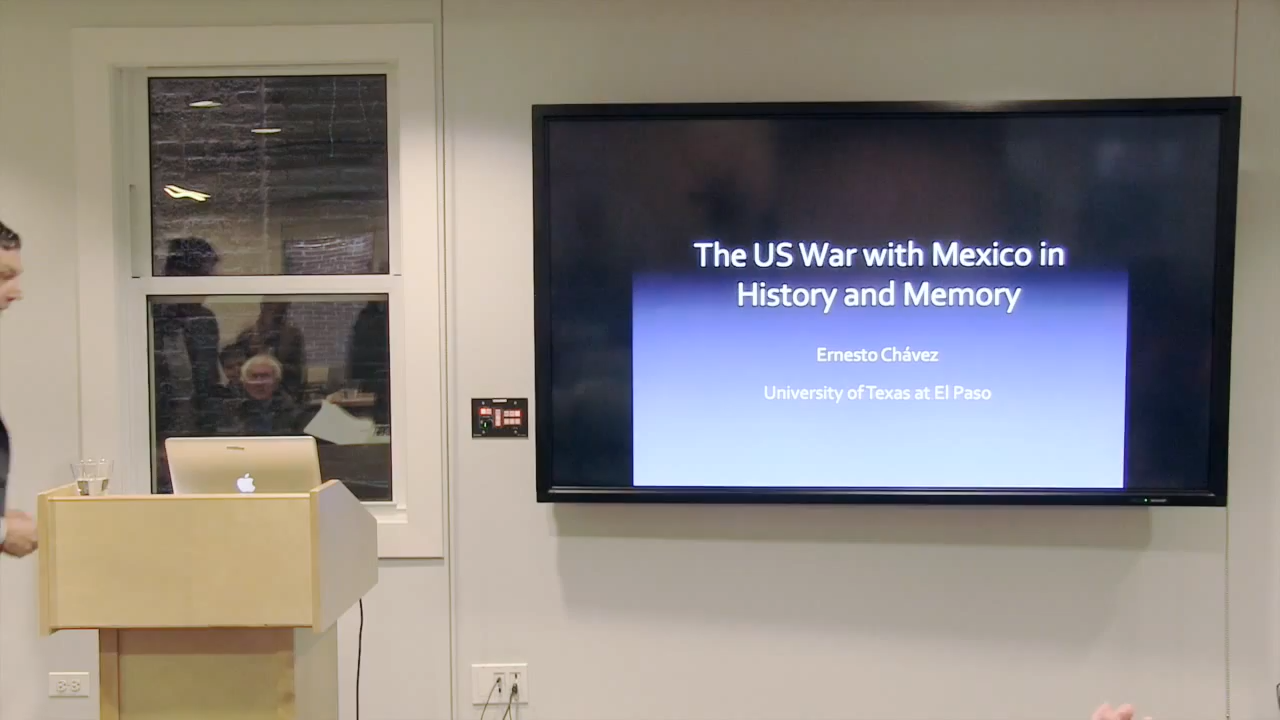 The US War with Mexico in
History and Memory
Ernesto Chávez
University of Texas at El Paso